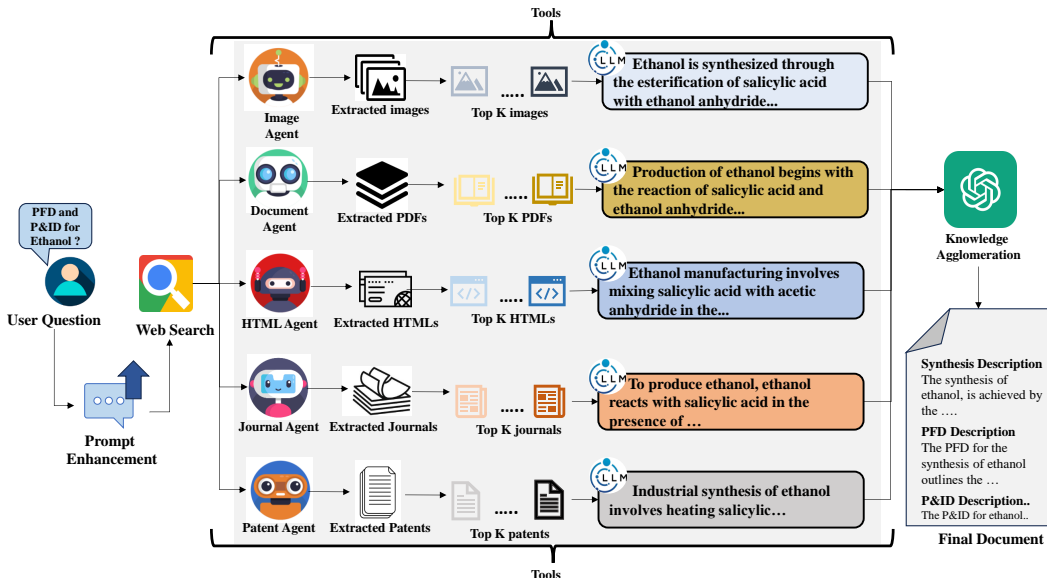 Tools
PFD and
P&ID for
Ethanol ?
User Question
Prompt
Enhancement
Web Search
Image
Agent
Extracted images
.....
Top K images
LLM
Ethanol is synthesized through
the esterification of salicylic acid
with ethanol anhydride...
Document
Agent
Extracted PDFs
.....
Top K PDFs
LLM
Production of ethanol begins with
the reaction of salicylic acid and
ethanol anhydride...
HTML Agent
Extracted HTMLs
</>
.....
</>
Top K HTMLs
LLM
Ethanol manufacturing involves
mixing salicylic acid with acetic
anhydride in the...
Journal Agent
Extracted Journals
.....
Top K journals
LLM
To produce ethanol, ethanol
reacts with salicylic acid in the
presence of …
Patent Agent
Extracted Patents
.....
Top K patents
LLM
Industrial synthesis of ethanol
involves heating salicylic…
Knowledge
Agglomeration
Synthesis Description
The synthesis of
ethanol, is achieved by
the ….
PFD Description
The PFD for the
synthesis of ethanol
outlines the …
P&ID Description..
The P&ID for ethanol..
Final Document
Tools